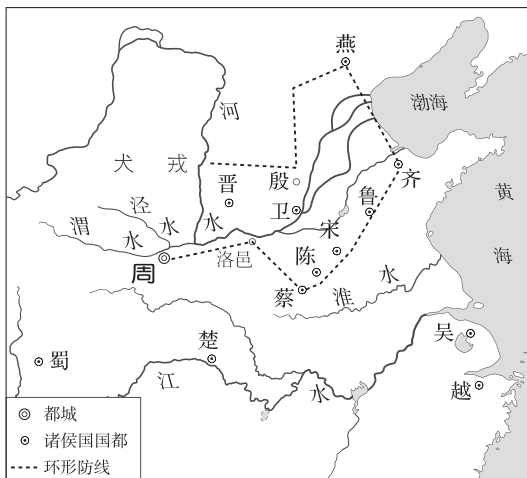 燕
渤海
河
犬戎
晋
殷
齐
黄海
鲁
泾水
渭水
水
卫
宋
洛邑
陈
周
蔡
淮水
吴
楚
蜀
江水
越
都城
诸侯国国都
环形防线